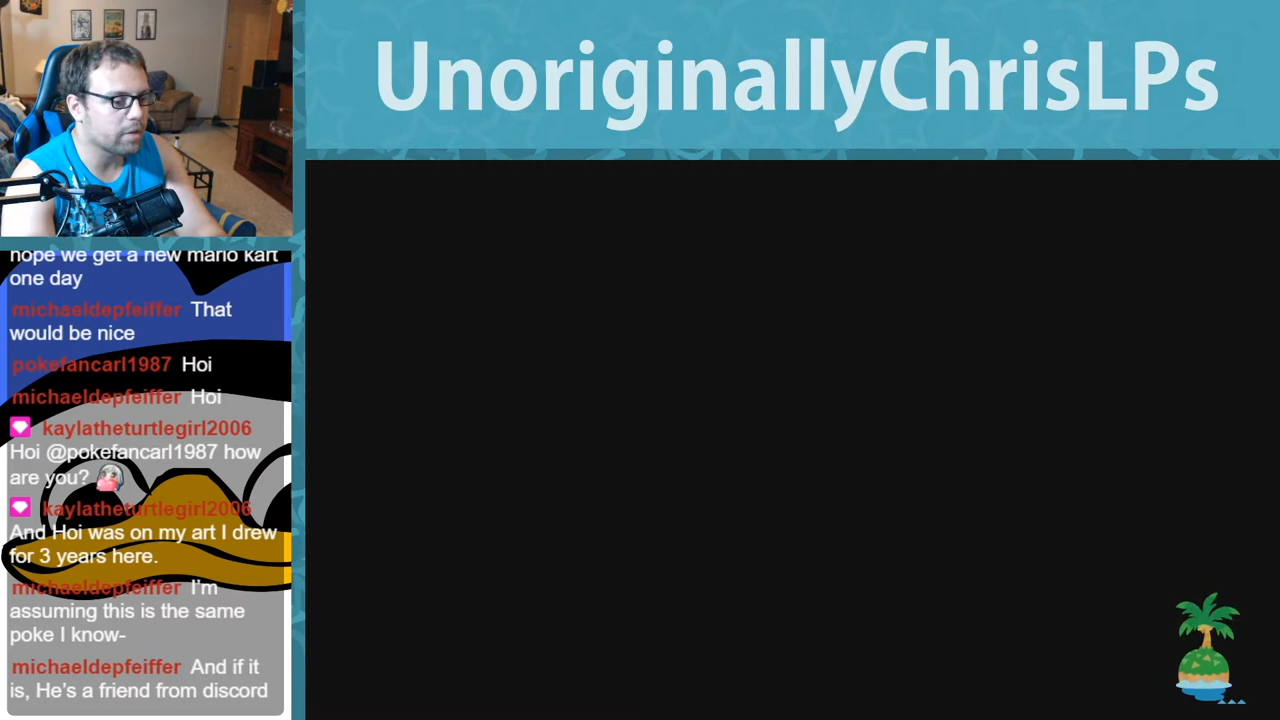 UnoriginallyChrisLPs
hope we get a new mario kart
one day
michaeldepfeiffer That
would be nice
pokefancarl1987 Hoi
michaeldepfeiffer Hoi
kaylatheturtlegirl2006
Hoi @pokefancarl1987 how
are you?
kaylatheturtlegirl2006
And Hoi was on my art I drew
for 3 years here.
michaeldepfeiffer I'm
assuming this is the same
poke I know-
michaeldepfeiffer And if it
is, He's a friend from discord